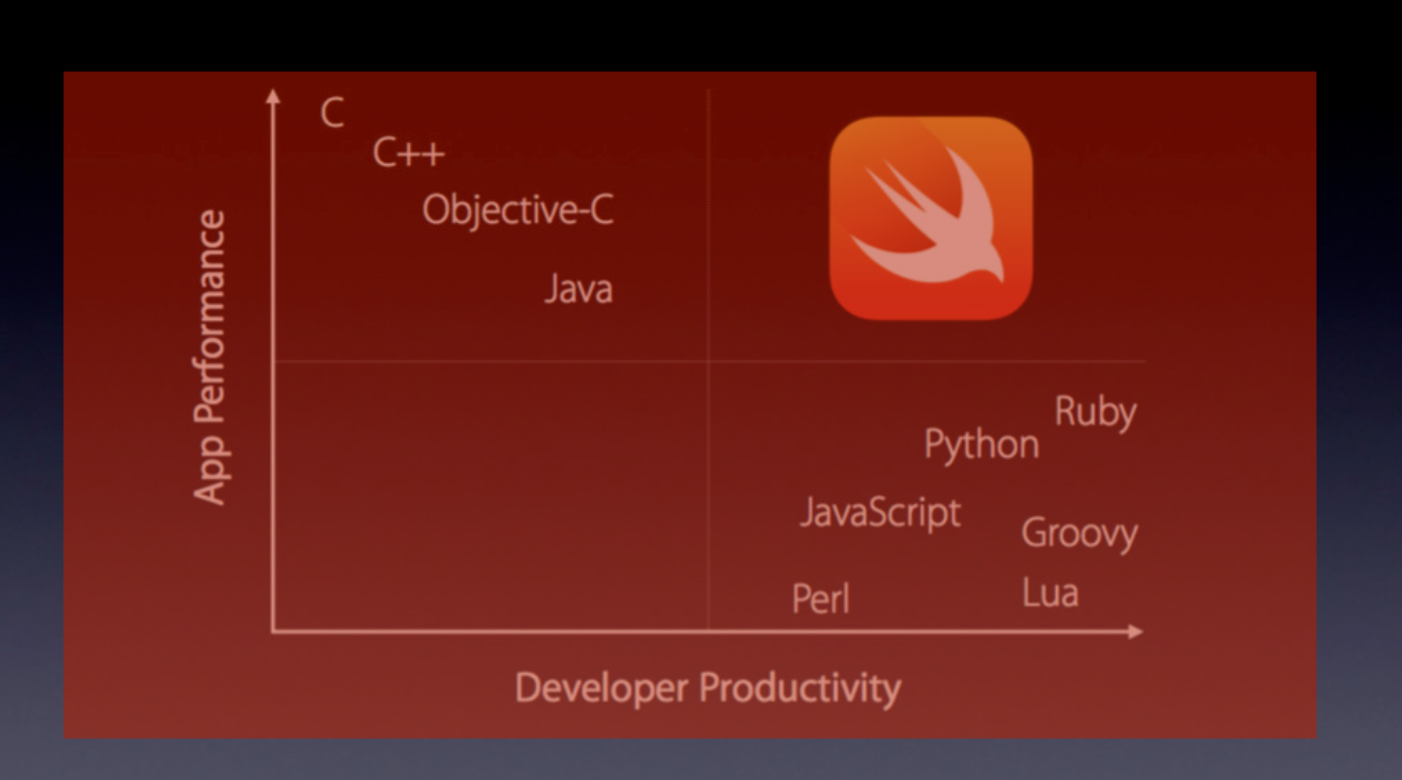 C
C++
Objective-C
Java
App Performance
Ruby
Python
JavaScript
Groovy
Perl
Lua
Developer Productivity